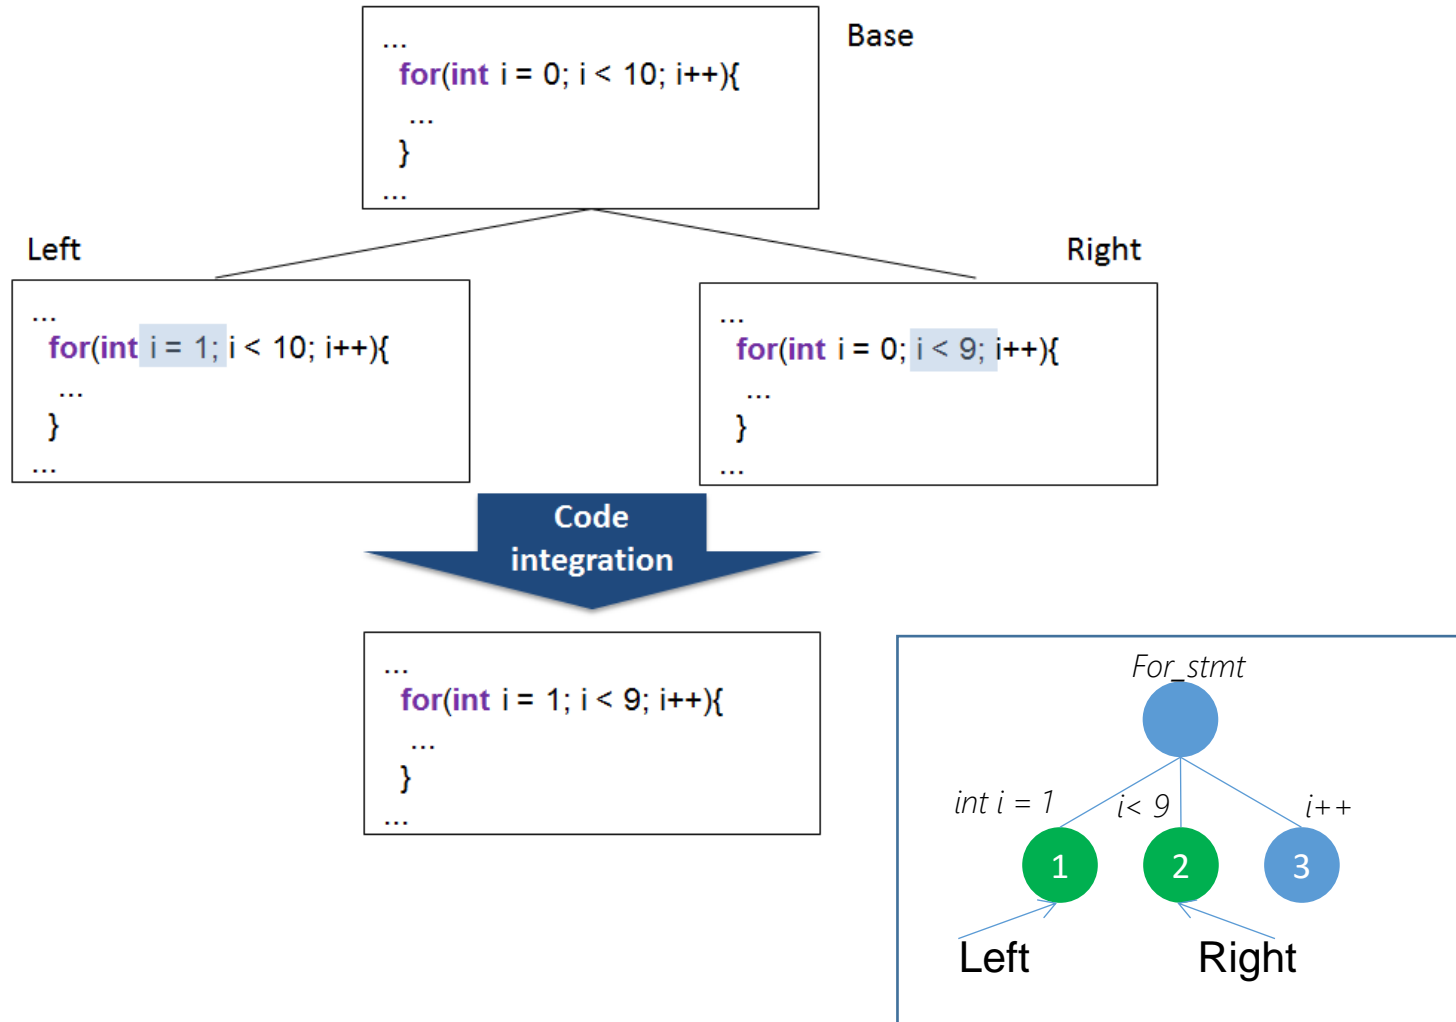 Base
...
for(int i = 0; i < 10; i++){
...
}
...
Left
Right
...
for(int i = 1; i < 10; i++){
...
}
...
...
for(int i = 0; i < 9; i++){
...
}
...
Code
integration
...
for(int i = 1; i < 9; i++){
...
}
...
For_stmt
int i = 1
i< 9
i++
1
2
3
Left
Right